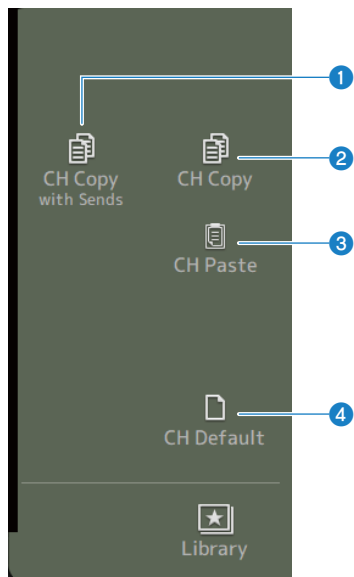 1
CH Copy
with Sends
CH Copy
2
CH Paste
3
CH Default
4
Library